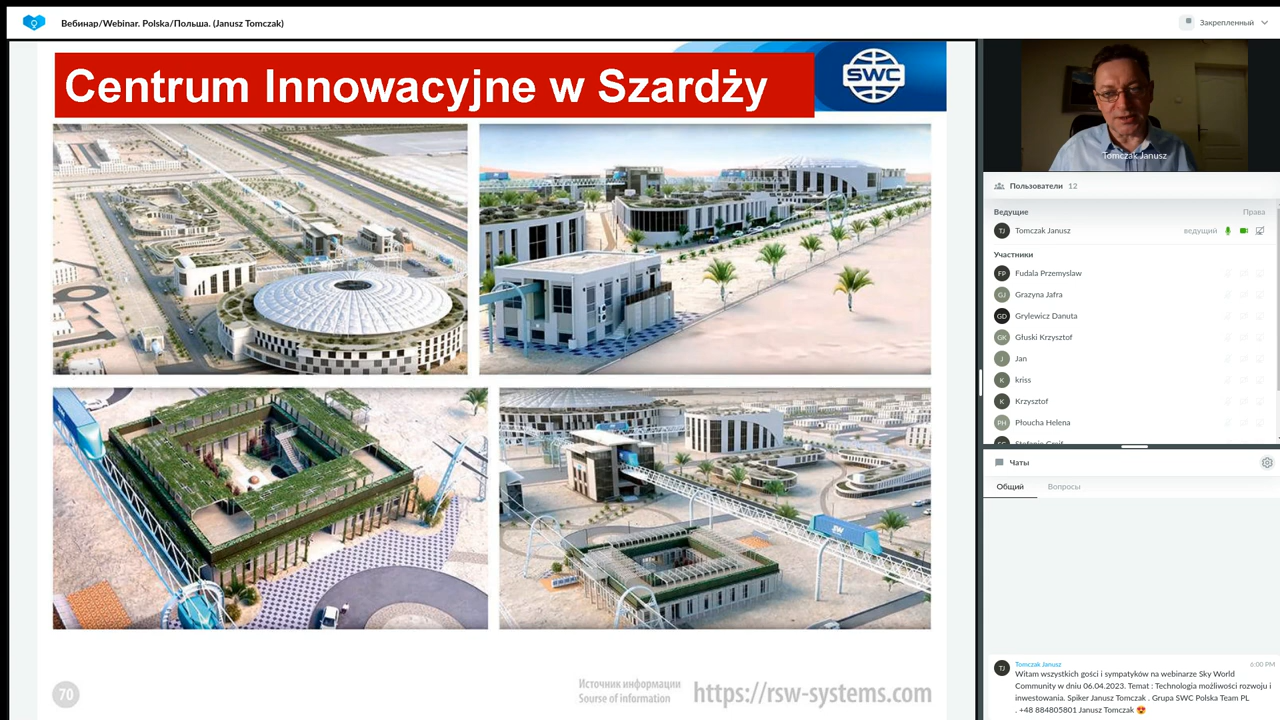 Вебинар/Webinar. Polska/Польша. (Janusz Tomczak)
Закрепленный
Centrum Innowacyjne w Szardży
SWC
70
Источник информации
Sourse of information
https://rsw-systems.com
Tomczak Janusz
Пользователи 12
Ведущие
Права
TJ
Tomczak Janusz
ведущий
Участники
FP
Fudala Przemyslaw
GJ
Grazyna Jafra
GD
Grylewicz Danuta
GK
Głuski Krzysztof
J
Jan
K
kriss
K
Krzysztof
PH
Płoucha Helena
Чаты
Общий
Вопросы
TJ
Tomczak Janusz
6:00 PM
Witam wszystkich gości i sympatyków na webinarze Sky World
Community w dniu 06.04.2023. Temat : Technologia możliwości rozwoju i
inwestowania. Spiker Janusz Tomczak . Grupa SWC Polska Team PL
. +48 884805801 Janusz Tomczak 😍